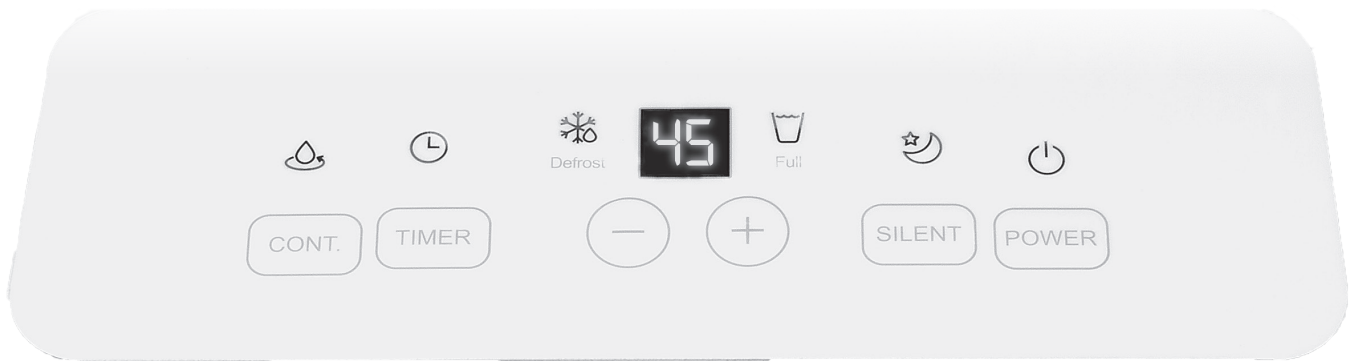 45
Defrost
Full
CONT.
TIMER
−
+
SILENT
POWER